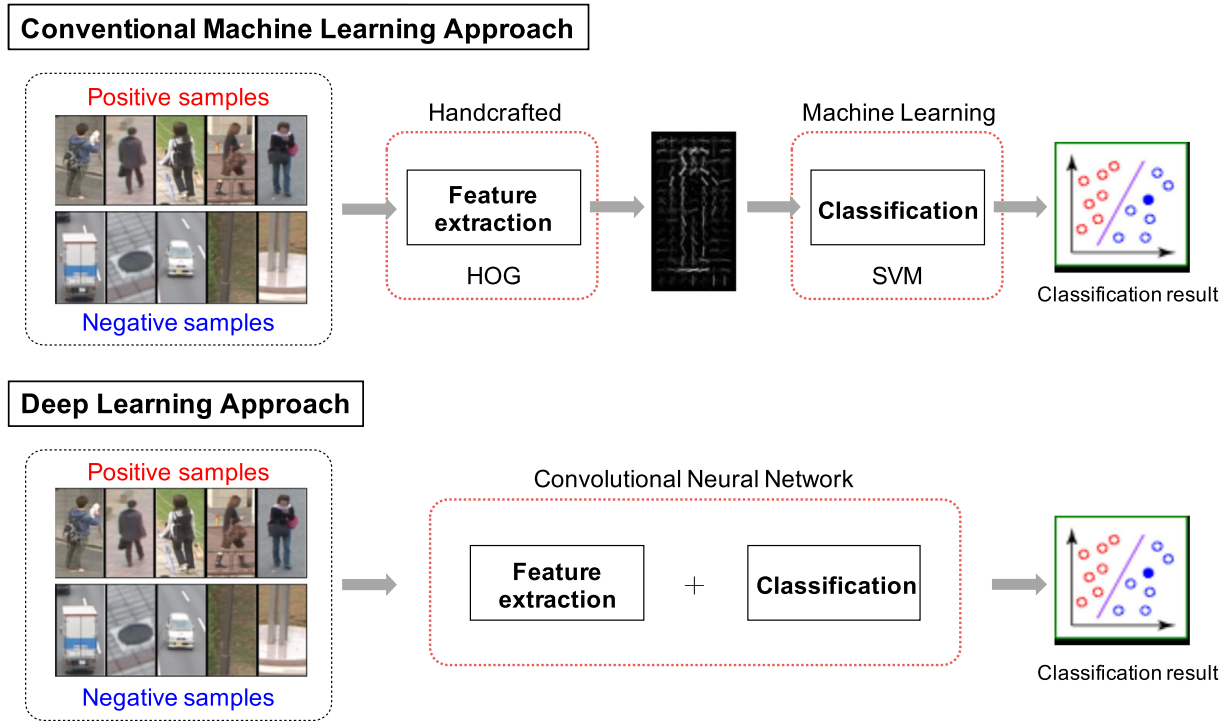 Conventional Machine Learning Approach
Positive samples
Negative samples
Handcrafted
Feature
extraction
HOG
Machine Learning
Classification
SVM
Classification result
Deep Learning Approach
Positive samples
Negative samples
Convolutional Neural Network
Feature
extraction
+
Classification
Classification result